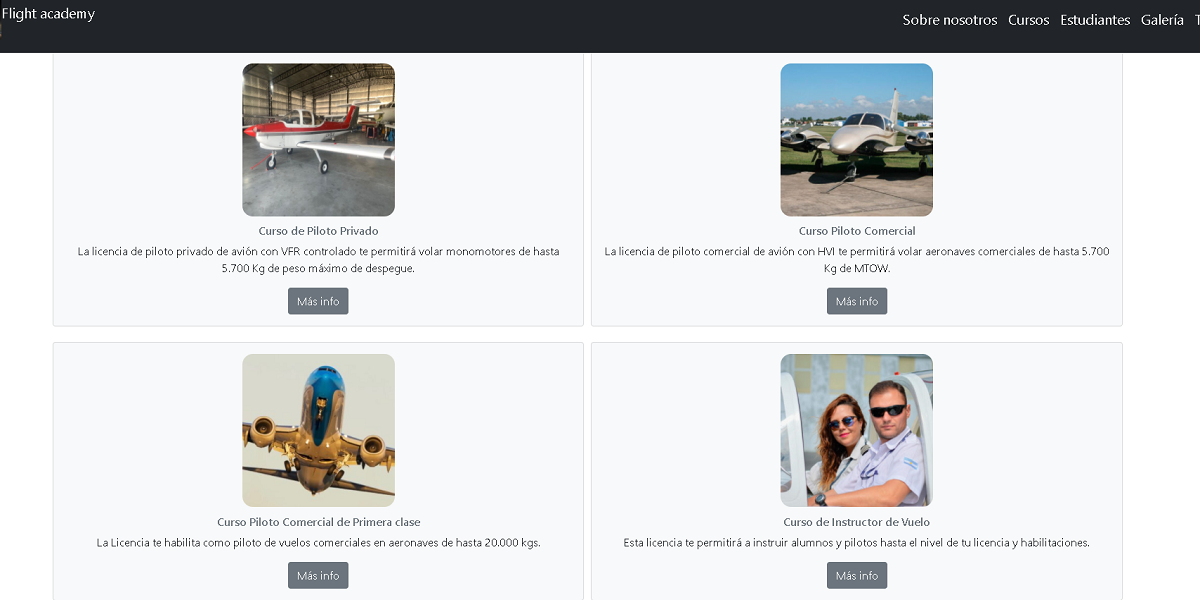 Flight academy
Sobre nosotros Cursos Estudiantes Galería
Curso de Piloto Privado
La licencia de piloto privado de avión con VFR controlado te permitirá volar monomotores de hasta
5.700 Kg de peso máximo de despegue.
Más info
Curso Piloto Comercial
La licencia de piloto comercial de avión con HVI te permitirá volar aeronaves comerciales de hasta 5.700
Kg de MTOW.
Más info
Curso Piloto Comercial de Primera clase
La Licencia te habilita como piloto de vuelos comerciales en aeronaves de hasta 20.000 kgs.
Más info
Curso de Instructor de Vuelo
Esta licencia te permitirá a instruir alumnos y pilotos hasta el nivel de tu licencia y habilitaciones.
Más info